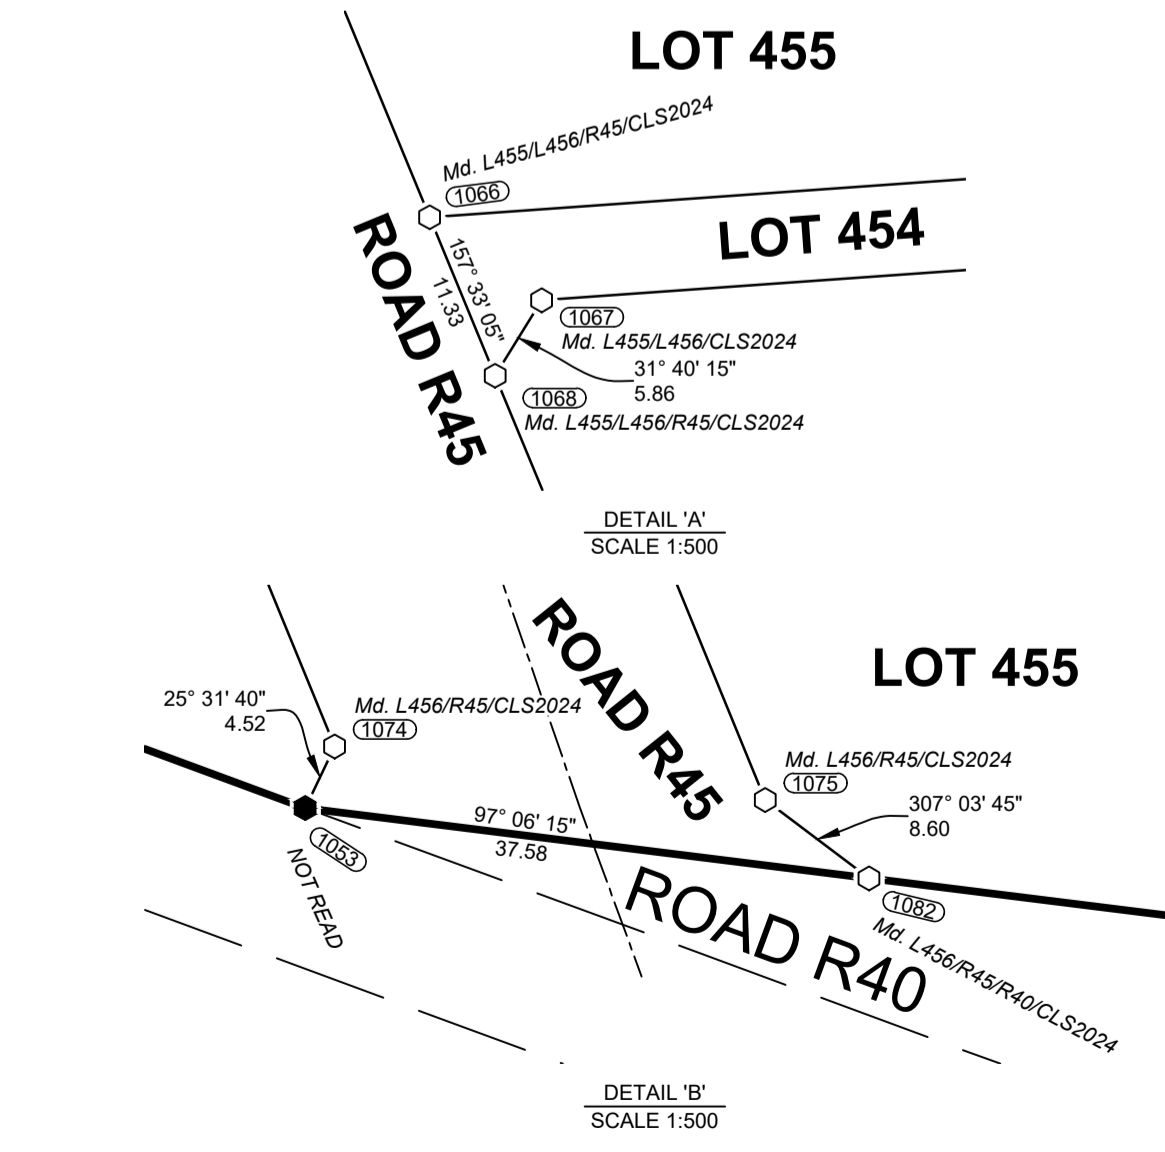 LOT 455
Md. L455/L456/R45/CLS2024
1066
LOT 454
ROAD R45
157° 33' 05"
11.33
1067
Md. L455/L456/CLS2024
31° 40' 15"
5.86
1068
Md. L455/L456/R45/CLS2024
DETAIL 'A'
SCALE 1:500
ROAD R45
LOT 455
25° 31' 40"
4.52
Md. L456/R45/CLS2024
1074
Md. L456/R45/CLS2024
1075
307° 03' 45"
8.60
97° 06' 15"
37.58
1053
NOT READ
ROAD R40
1082
Md. L456/R45/R40/CLS2024
DETAIL 'B'
SCALE 1:500